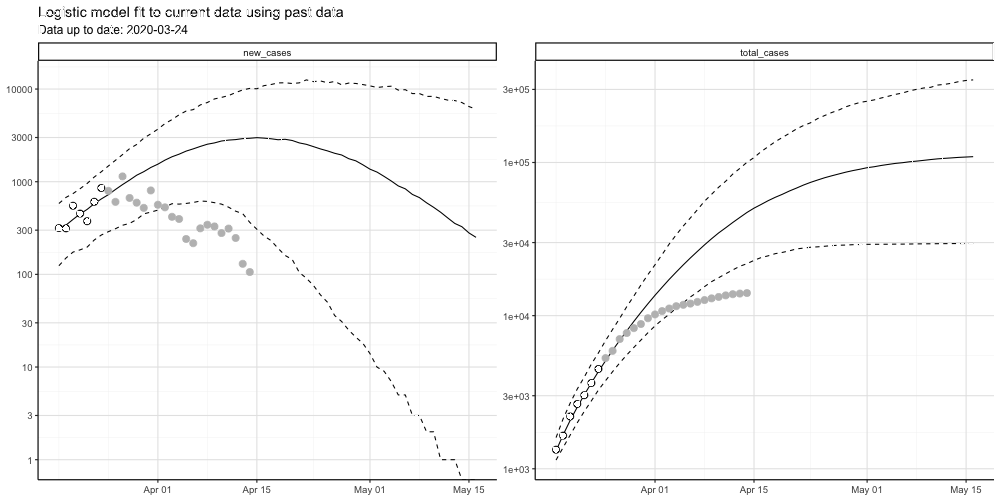 Logistic model fit to current data using past data
Data up to date: 2020-03-24
new_cases
total_cases
10000
3000
1000
300
100
30
10
3
1
Apr 01
Apr 15
May 01
May 15
3e+05
1e+05
3e+04
1e+04
3e+03
1e+03
Apr 01
Apr 15
May 01
May 15